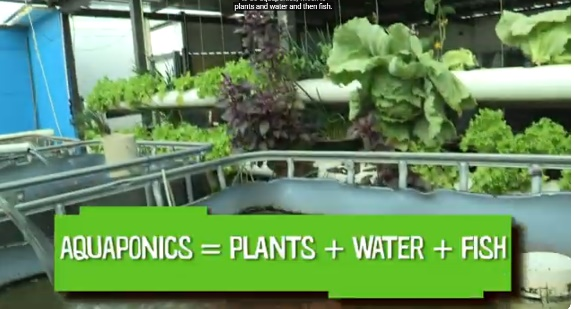 plants and water and then fish.
AQUAPONICS = PLANTS + WATER + FISH